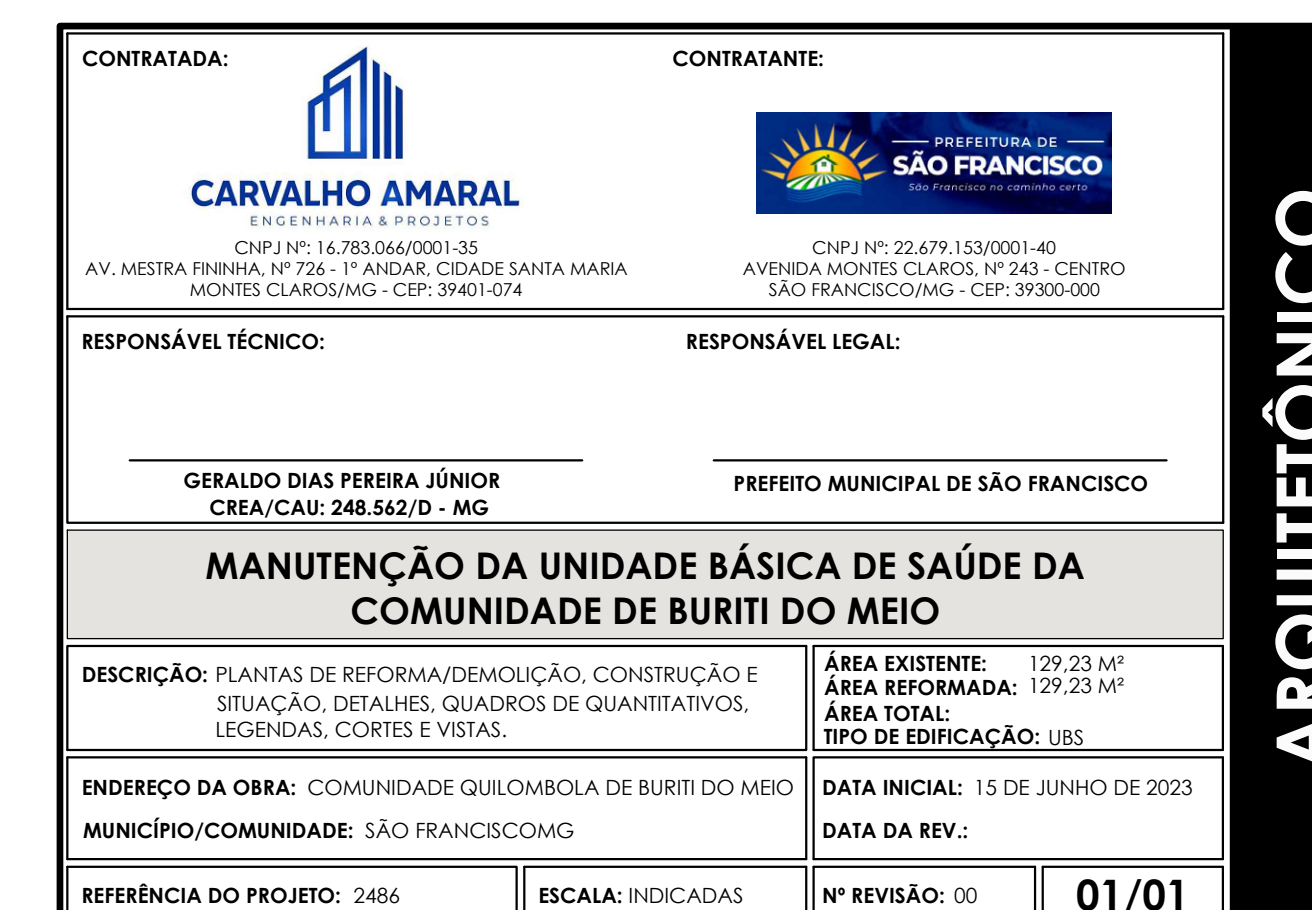 CONTRATADA:
CARVALHO AMARAL
ENGENHARIA & PROJETOS
CNPJ Nº: 16.783.066/0001-35
AV. MESTRA FININHA, Nº 726 - 1º ANDAR, CIDADE SANTA MARIA
MONTES CLAROS/MG - CEP: 39401-074
CONTRATANTE:
PREFEITURA DE
SÃO FRANCISCO
São Francisco no caminho certo
CNPJ Nº: 22.679.153/0001-40
AVENIDA MONTES CLAROS, Nº 243 - CENTRO
SÃO FRANCISCO/MG - CEP: 39300-000
RESPONSÁVEL TÉCNICO:
GERALDO DIAS PEREIRA JÚNIOR
CREA/CAU: 248.562/D - MG
RESPONSÁVEL LEGAL:
PREFEITO MUNICIPAL DE SÃO FRANCISCO
MANUTENÇÃO DA UNIDADE BÁSICA DE SAÚDE DA
COMUNIDADE DE BURITI DO MEIO
DESCRIÇÃO: PLANTAS DE REFORMA/DEMOLIÇÃO, CONSTRUÇÃO E
SITUAÇÃO, DETALHES, QUADROS DE QUANTITATIVOS,
LEGENDAS, CORTES E VISTAS.
ÁREA EXISTENTE: 129,23 M²
ÁREA REFORMADA: 129,23 M²
ÁREA TOTAL:
TIPO DE EDIFICAÇÃO: UBS
ENDEREÇO DA OBRA: COMUNIDADE QUILOMBOLA DE BURITI DO MEIO
MUNICÍPIO/COMUNIDADE: SÃO FRANCISCOMG
DATA INICIAL: 15 DE JUNHO DE 2023
DATA DA REV.:
REFERÊNCIA DO PROJETO: 2486
ESCALA: INDICADAS
Nº REVISÃO: 00
01/01
ARQUITETÔNICO